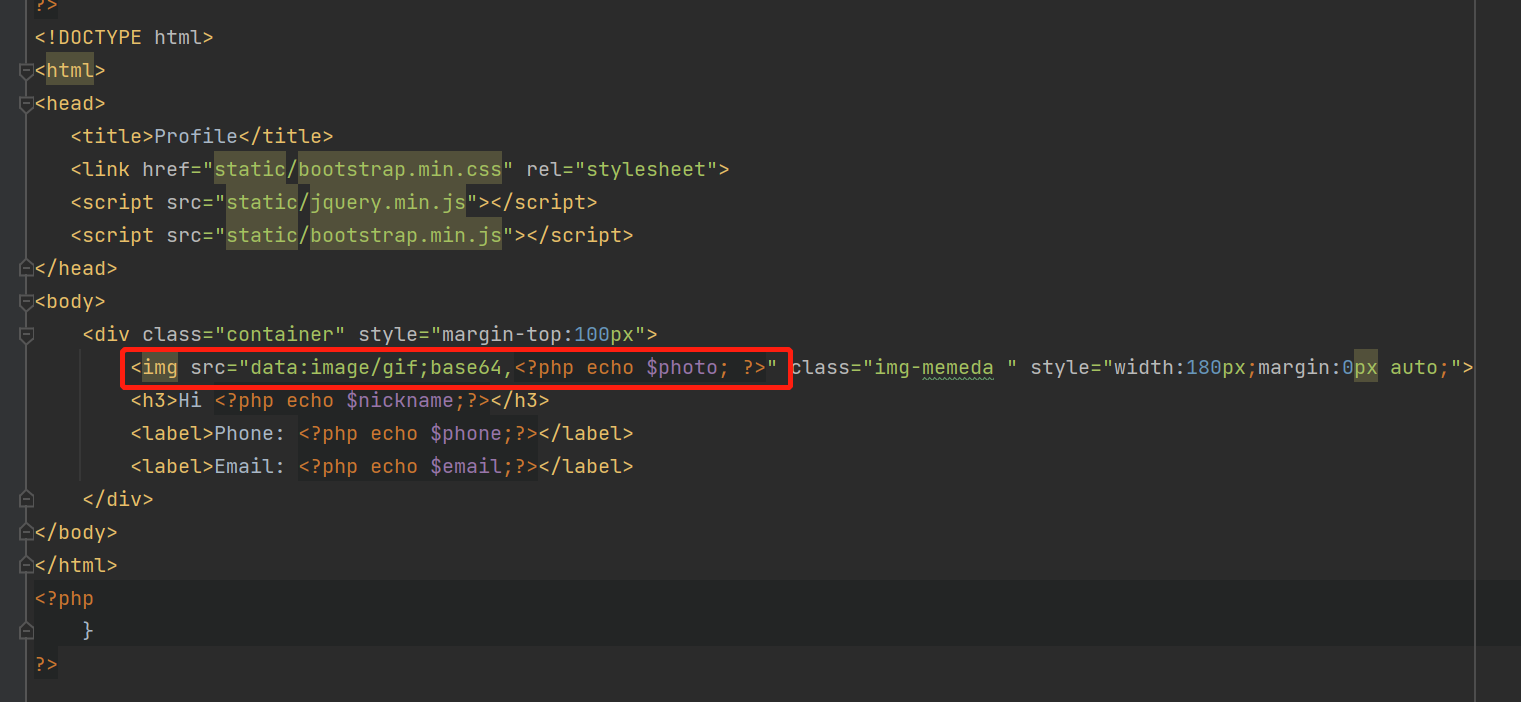 ?>
<!DOCTYPE html>
<html>
<head>
   <title>Profile</title>
   <link href="static/bootstrap.min.css" rel="stylesheet">
   <script src="static/jquery.min.js"></script>
   <script src="static/bootstrap.min.js"></script>
</head>
<body>
    <div class="container" style="margin-top:100px">
        <img src="data:image/gif;base64,<?php echo $photo; ?>" class="img-memeda " style="width:180px;margin:0px auto;">
        <h3>Hi <?php echo $nickname;?></h3>
        <label>Phone: <?php echo $phone;?></label>
        <label>Email: <?php echo $email;?></label>
    </div>
</body>
</html>
<?php
    }
?>